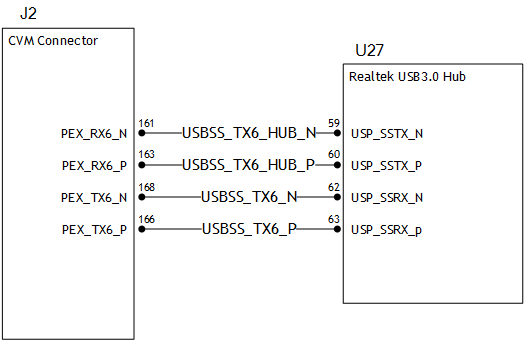 J2
CVM Connector
U27
Realtek USB3.0 Hub
PEX_RX6_N 161 USBSS_TX6_HUB_N 59 USP_SSTX_N
PEX_RX6_P 163 USBSS_TX6_HUB_P 60 USP_SSTX_P
PEX_TX6_N 168 USBSS_TX6_N 62 USP_SSRX_N
PEX_TX6_P 166 USBSS_TX6_P 63 USP_SSRX_p